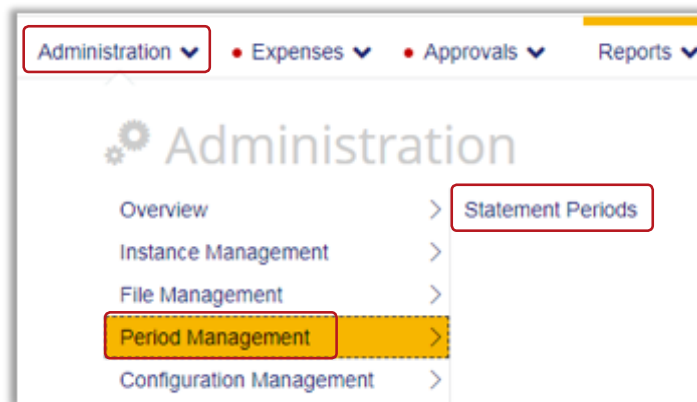 Administration Expenses Approvals Reports
Administration
Overview Statement Periods
Instance Management
File Management
Period Management
Configuration Management